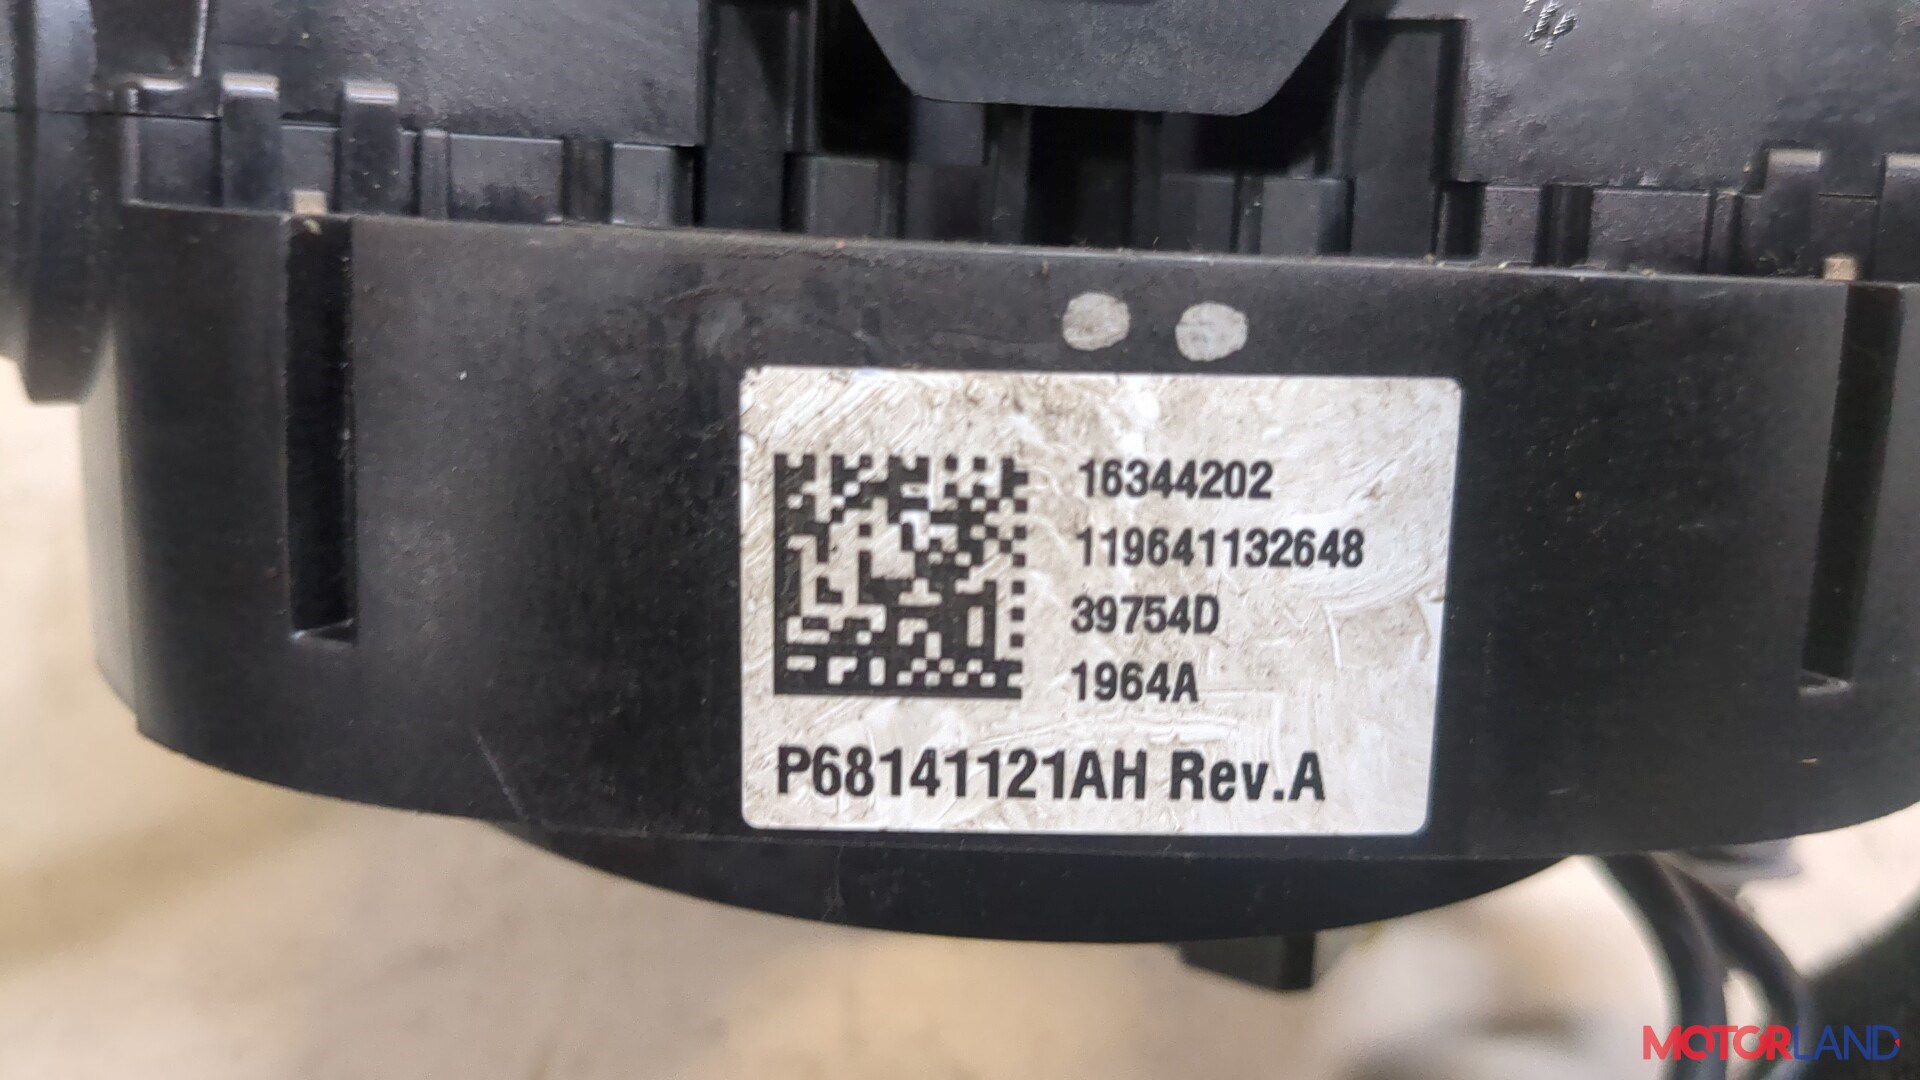 16344202
119641132648
39754D
1964A
P68141121AH Rev.A
MOTORLAND